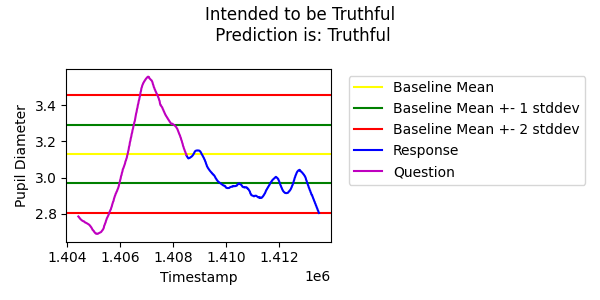 Intended to be Truthful
Prediction is: Truthful
Pupil Diameter
3.4
3.2
3.0
2.8
1.404
1.406
1.408
1.410
1.412
1e6
Timestamp
Baseline Mean
Baseline Mean +- 1 stddev
Baseline Mean +- 2 stddev
Response
Question